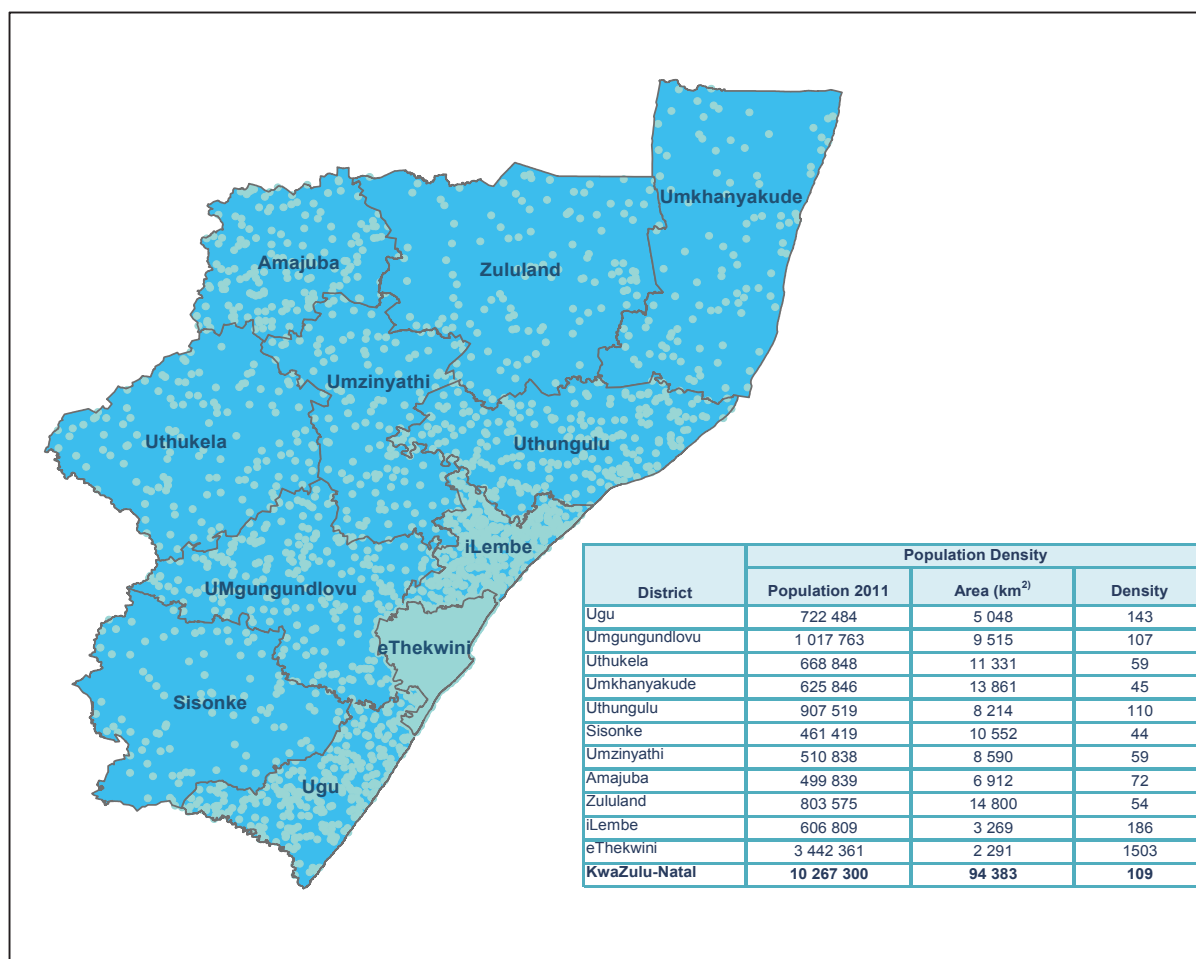 Umkhanyakude
Amajuba
Zululand
Umzinyathi
Uthukela
Uthungulu
iLembe
UMgungundlovu
eThekwini
Sisonke
Ugu
Population Density
District Population 2011 Area (km²) Density
Ugu 722 484 5 048 143
Umgungundlovu 1 017 763 9 515 107
Uthukela 668 848 11 331 59
Umkhanyakude 625 846 13 861 45
Uthungulu 907 519 8 214 110
Sisonke 461 419 10 552 44
Umzinyathi 510 838 8 590 59
Amajuba 499 839 6 912 72
Zululand 803 575 14 800 54
iLembe 606 809 3 269 186
eThekwini 3 442 361 2 291 1503
KwaZulu-Natal 10 267 300 94 383 109